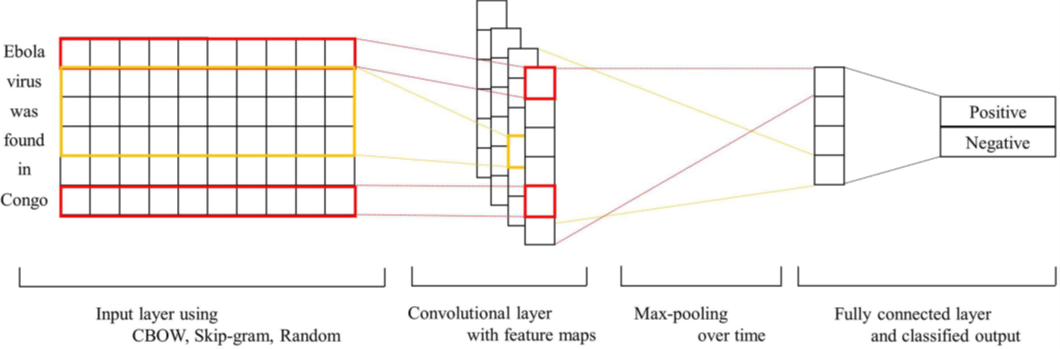 Ebola
virus
was
found
in
Congo
Positive
Negative
Input layer using
CBOW, Skip-gram, Random
Convolutional layer
with feature maps
Max-pooling
over time
Fully connected layer
and classified output